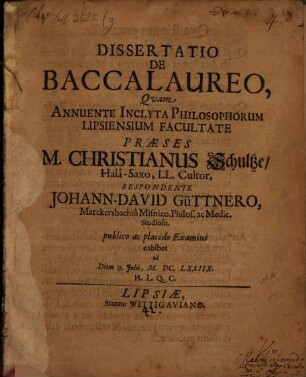 DISSERTATIO
DE
BACCALAUREO,
Quam
ANNUENTE INCLYTA PHILOSOPHORUM
LIPSIENSIUM FACULTATE
PRÆSES
M. CHRISTIANUS Schultze/
Halâ-Saxo, LL. Cultor,
RESPONDENTE
JOHANN-DAVID GüTTNERO,
Marckersbachiô Misnico, Philos. ac Medic.
Studioso,
publico ac placido Examini
exhibet
ad
Diem 13. Julii, M. DC. LXXIIX.
H. L. Q. C.
LIPSIÆ,
Stanno WITTIGAVIANO.